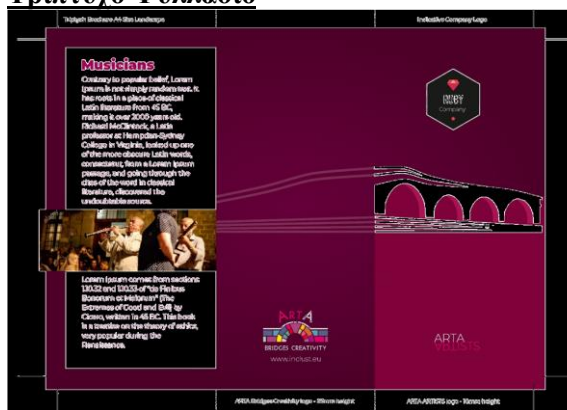 Τρίπτυχο Φυλλάδιο
Triptych Brochure A4 Size Landscape
Indicative Company Logo
Musicians
Contrary to popular belief, Lorem
Ipsum is not simply random text. It
has roots in a piece of classical
Latin literature from 45 BC,
making it over 2000 years old.
Richard McClintock, a Latin
professor at Hampden-Sydney
College in Virginia, looked up one
of the more obscure Latin words,
consectetur, from a Lorem Ipsum
passage, and going through the
cites of the word in classical
literature, discovered the
undoubtable source.
Lorem Ipsum comes from sections
1.10.32 and 1.10.33 of "de Finibus
Bonorum et Malorum" (The
Extremes of Good and Evil) by
Cicero, written in 45 BC. This book
is a treatise on the theory of ethics,
very popular during the
Renaissance.
ARTA
BRIDGES CREATIVITY
www.inclust.eu
RUBY
Company
ARTA
ARTISTS
ARTA Bridges Creativity logo - height
ARTA ARTISTS logo - height